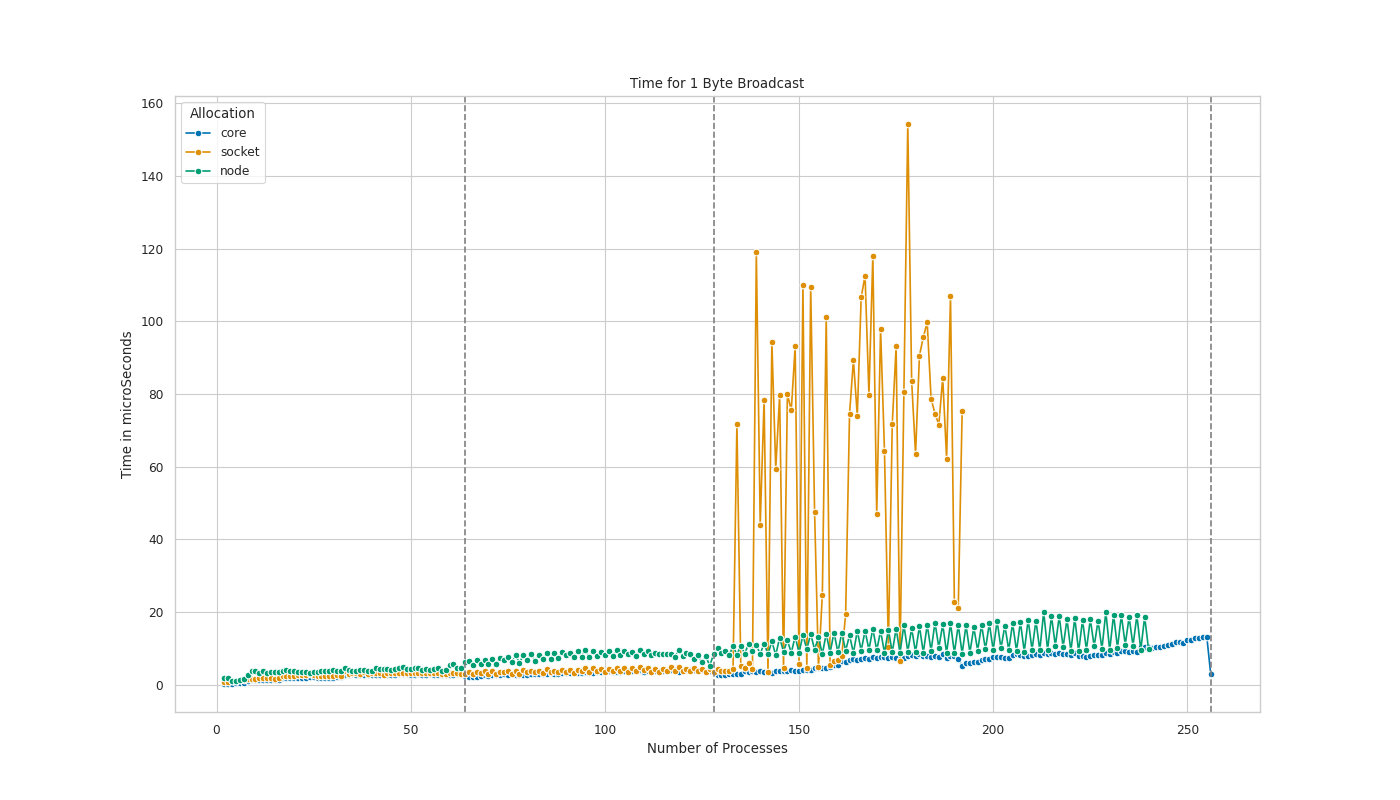 Time for 1 Byte Broadcast
Allocation
core
socket
node
160
140
120
100
80
60
40
20
0
Time in microSeconds
0
50
100
150
200
250
Number of Processes